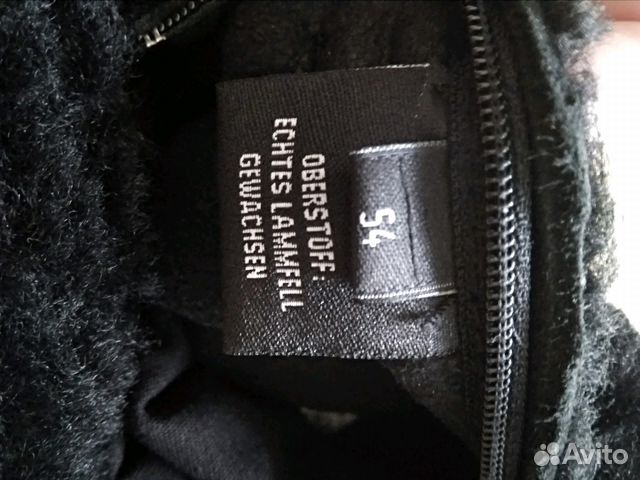 OBERSTOFF:
ECHTES LAMMFELL
GEWACHSEN
54
Avito